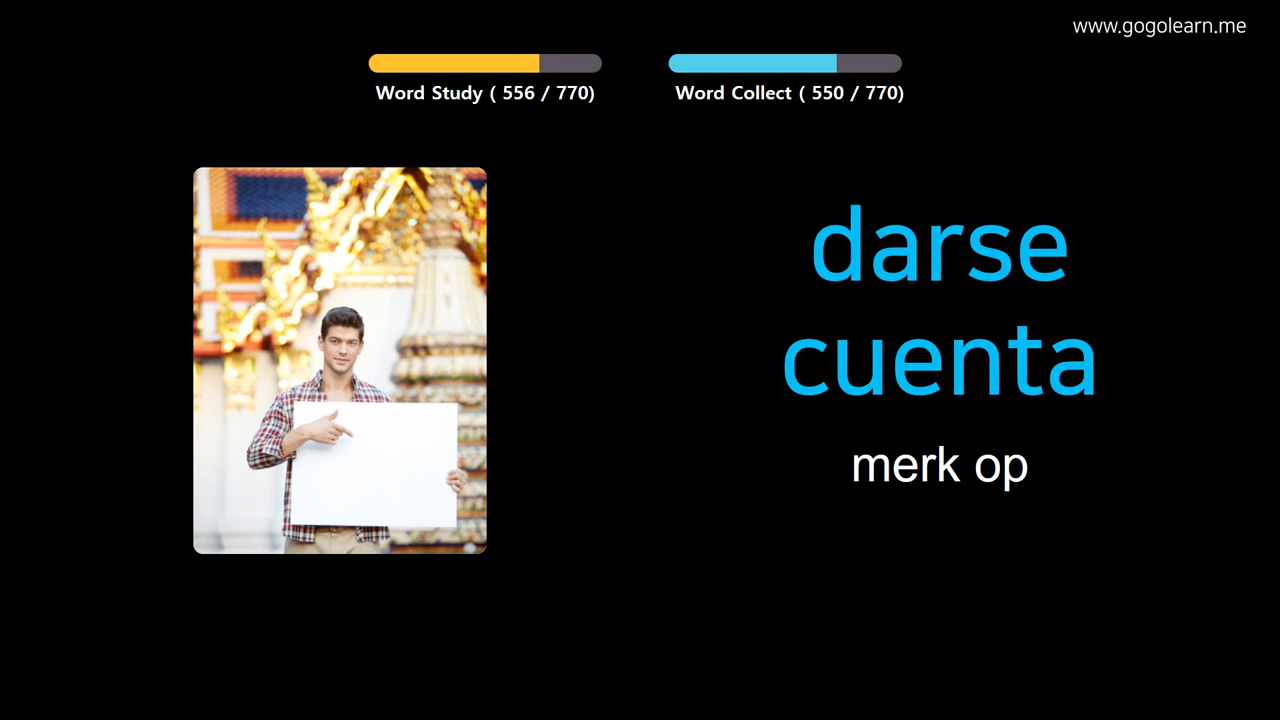 www.gogolearn.me
Word Study ( 556 / 770)
Word Collect ( 550 / 770)
darse
cuenta
merk op